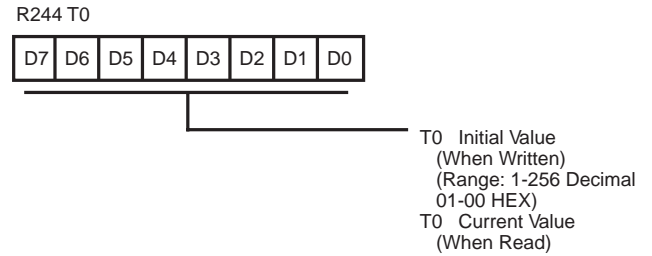 R244 T0
D7 D6 D5 D4 D3 D2 D1 D0
T0 Initial Value
(When Written)
(Range: 1-256 Decimal
01-00 HEX)
T0 Current Value
(When Read)